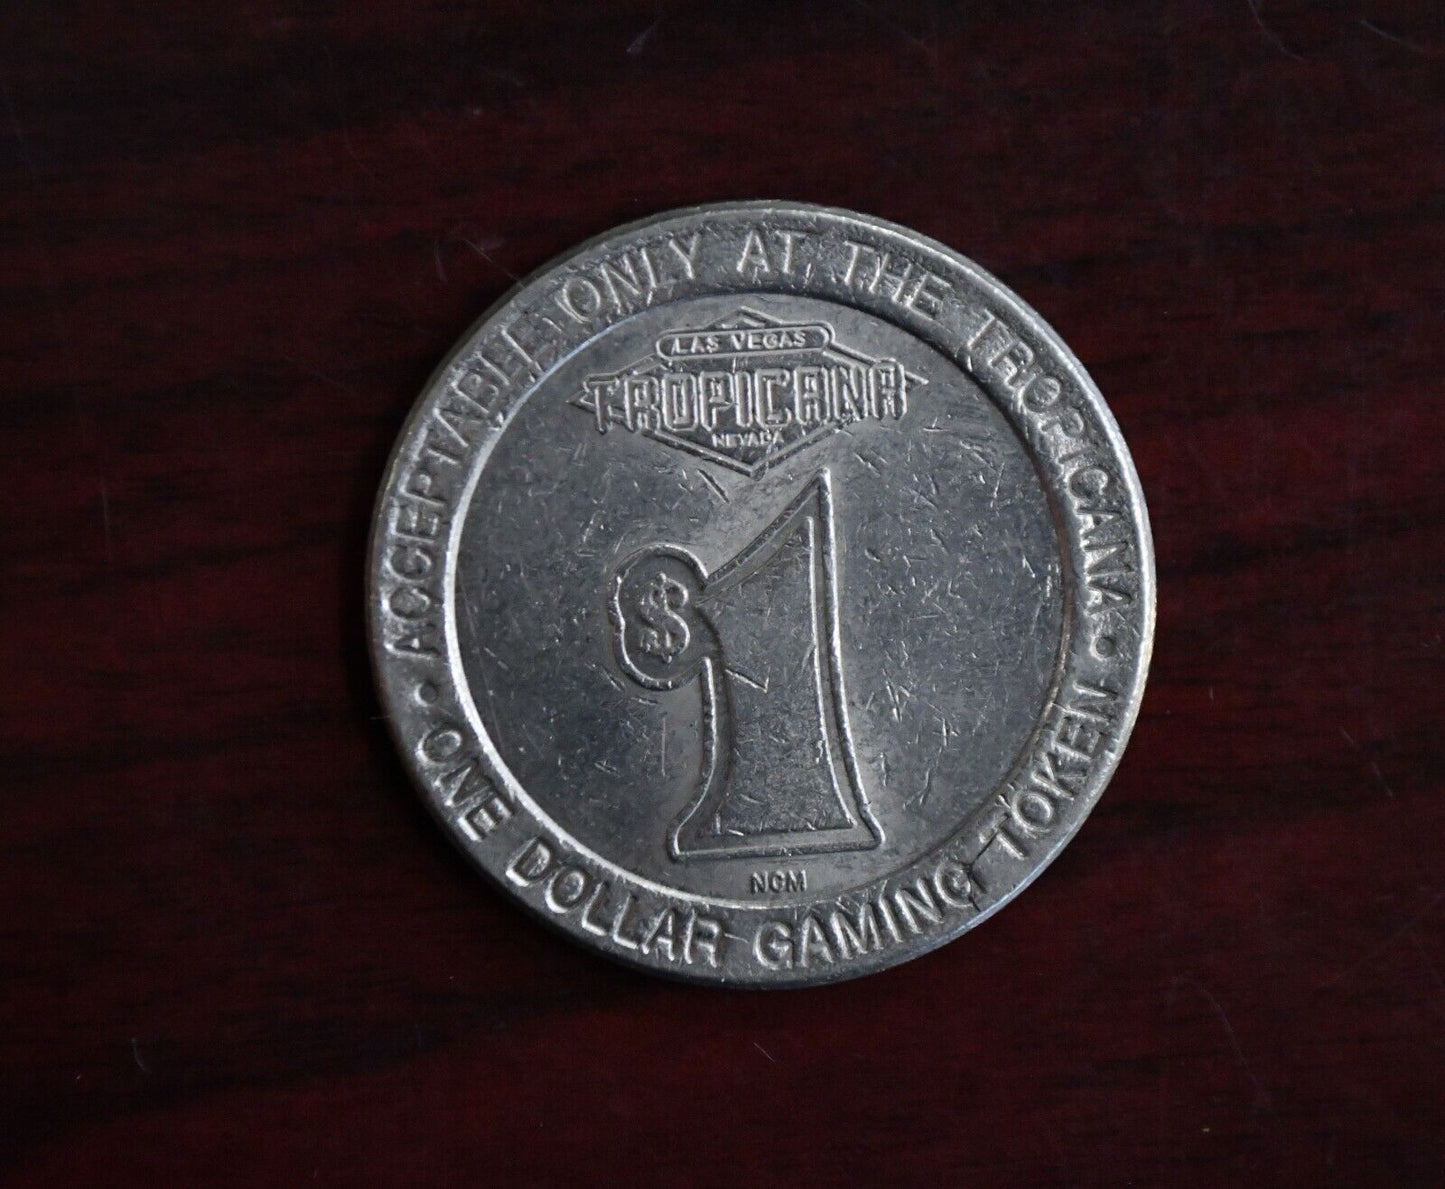 • ACCEPTABLE ONLY AT THE TROPICANA •
LAS VEGAS
TROPICANA
NEVADA
$1
NCM
ONE DOLLAR GAMING TOKEN